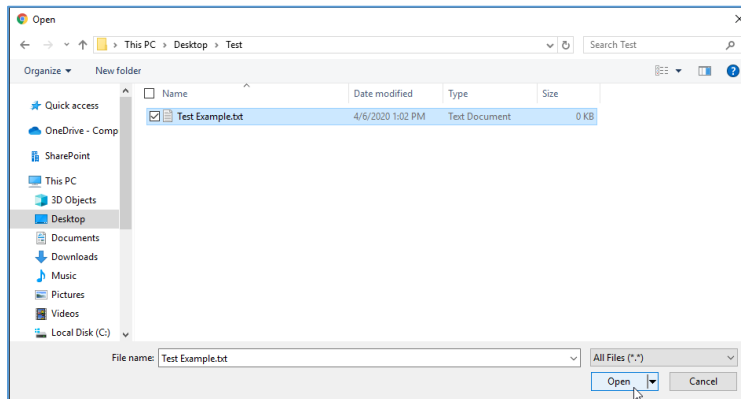 Open
This PC > Desktop > Test
Search Test
Organize
New folder
Name
Date modified
Type
Size
Test Example.txt
4/6/2020 1:02 PM
Text Document
0 KB
Quick access
OneDrive - Comp
SharePoint
This PC
3D Objects
Desktop
Documents
Downloads
Music
Pictures
Videos
Local Disk (C:)
File name:
Test Example.txt
All Files (*.*)
Open
Cancel